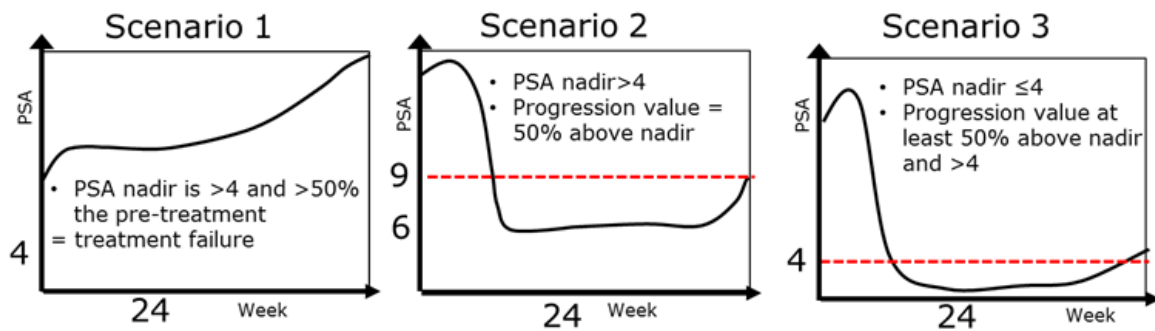 Scenario 1
PSA
• PSA nadir is >4 and >50%
the pre-treatment
= treatment failure
4
24
Week
Scenario 2
PSA
• PSA nadir>4
• Progression value =
50% above nadir
9
6
24
Week
Scenario 3
PSA
• PSA nadir ≤4
• Progression value at
least 50% above nadir
and >4
4
24
Week